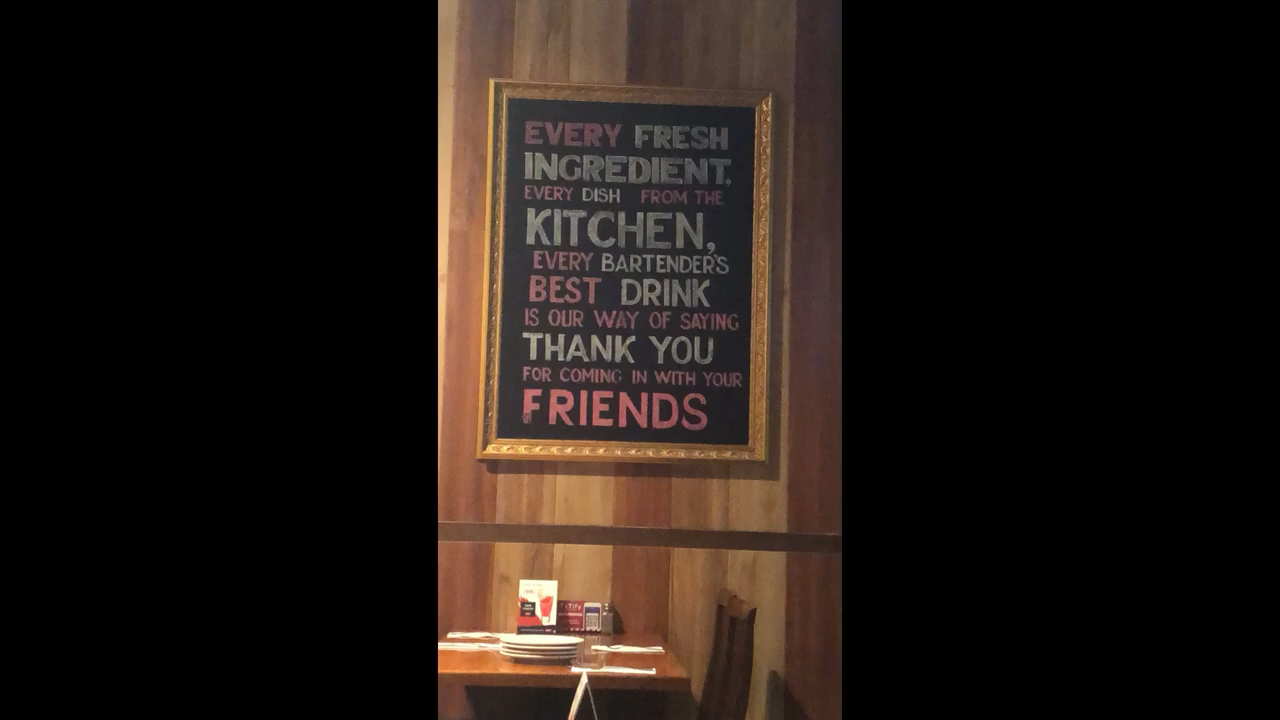 EVERY FRESH
INGREDIENT,
EVERY DISH FROM THE
KITCHEN,
EVERY BARTENDER'S
BEST DRINK
IS OUR WAY OF SAYING
THANK YOU
FOR COMING IN WITH YOUR
FRIENDS